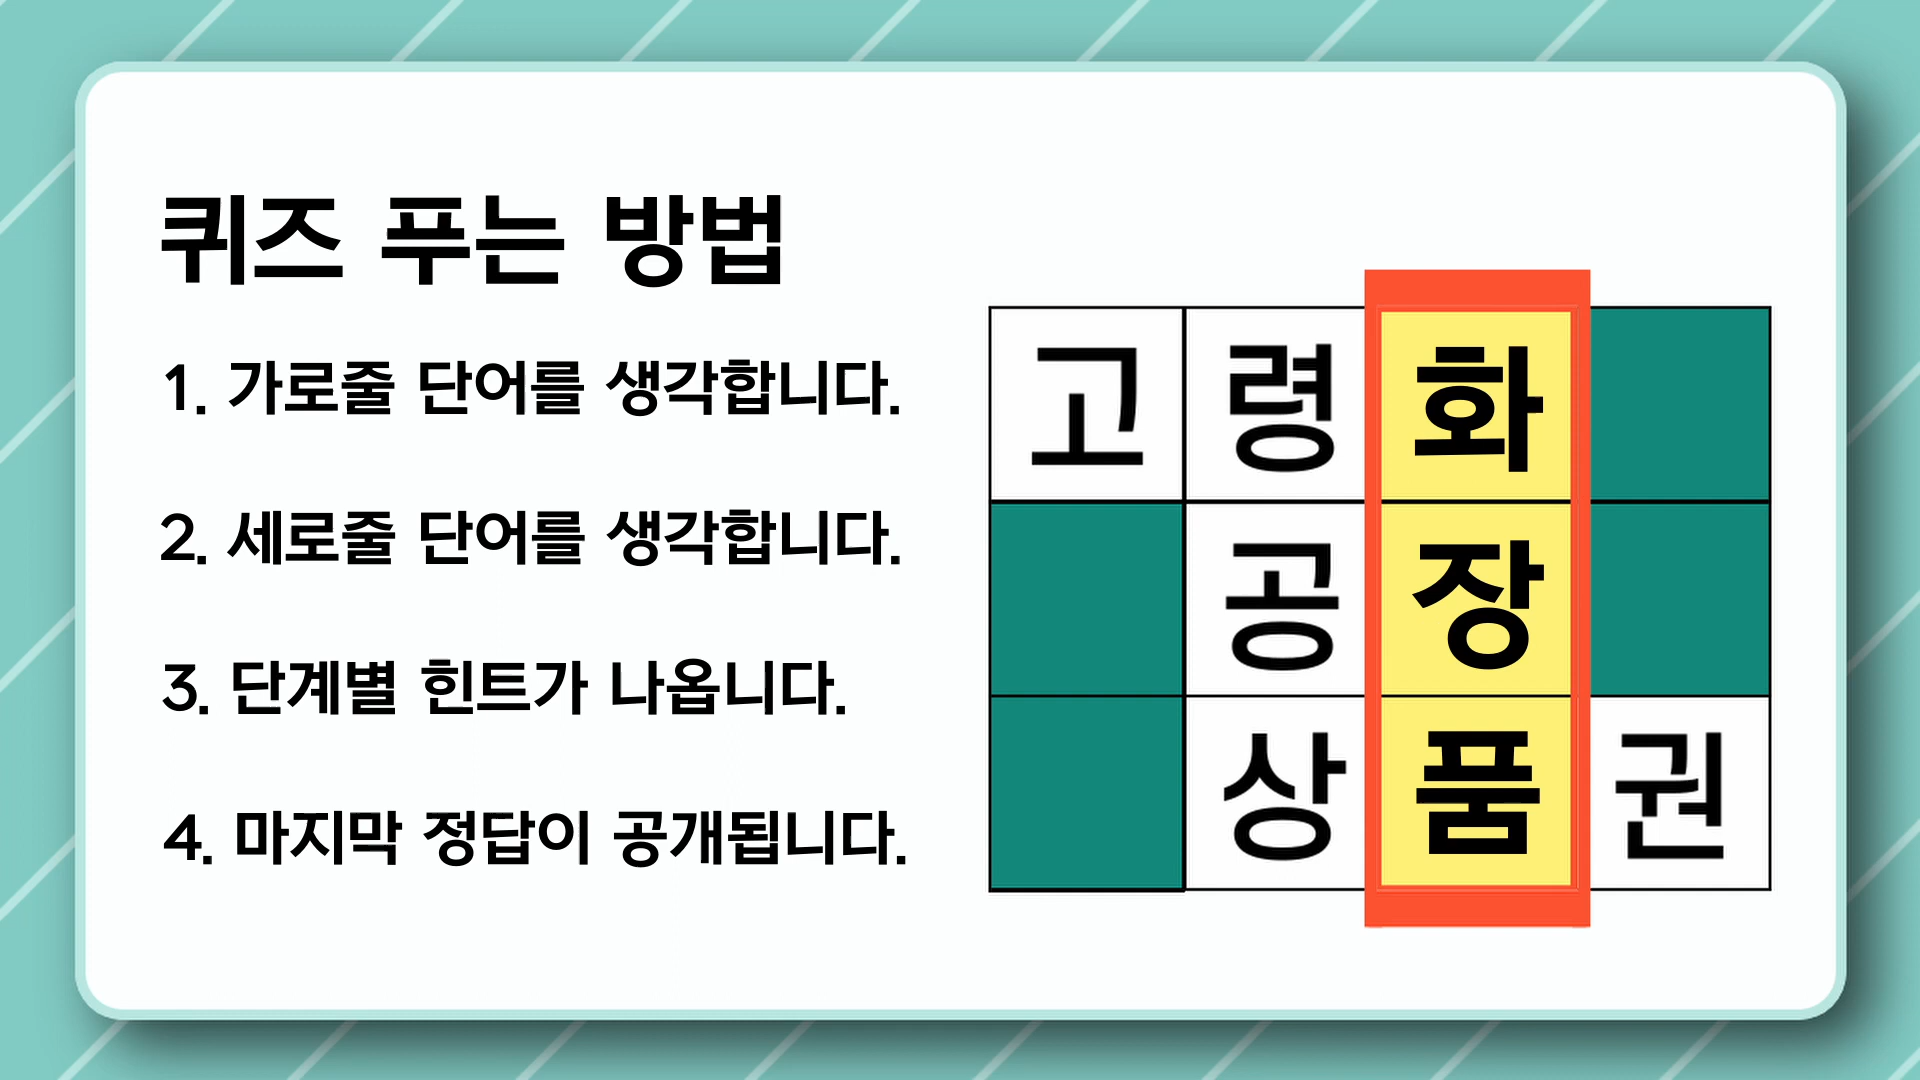 퀴즈 푸는 방법
1. 가로줄 단어를 생각합니다.
2. 세로줄 단어를 생각합니다.
3. 단계별 힌트가 나옵니다.
4. 마지막 정답이 공개됩니다.
고 령 화
공 장
상 품 권